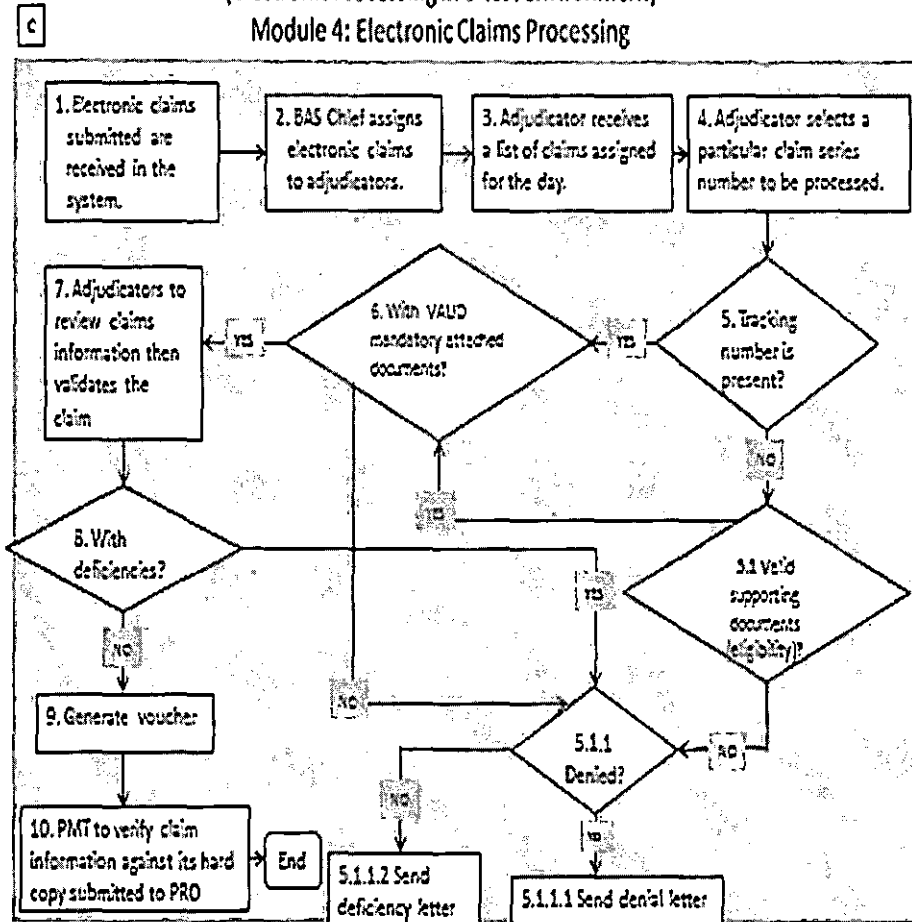 C
Module 4: Electronic Claims Processing
1. Electronic claims
submitted are
received in the
system.
2. BAS Chief assigns
electronic claims
to adjudicators.
3. Adjudicator receives
a list of claims assigned
for the day.
4. Adjudicator selects a
particular claim series
number to be processed.
5. Tracking
number is
present?
YES
6. With VALID
mandatory attached
documents?
YES
7. Adjudicators to
review claims
information then
validates the
claim
NO
YES
5.1 Valid
supporting
documents
(eligibility)?
8. With
deficiencies?
YES
NO
NO
NO
5.1.1
Denied?
9. Generate voucher
NO
10. PMT to verify claim
information against its hard
copy submitted to PRO
End
5.1.1.2 Send
deficiency letter
5.1.1.1 Send denial letter